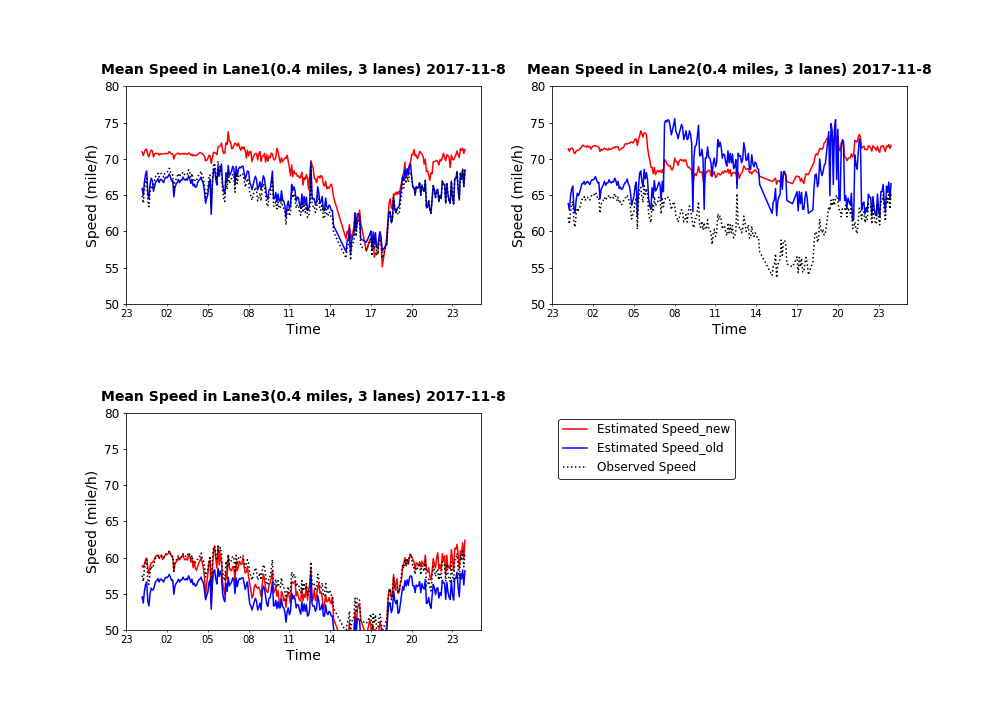 Mean Speed in Lane1(0.4 miles, 3 lanes) 2017-11-8
80
75
70
65
60
55
50
Speed (mile/h)
23 02 05 08 11 14 17 20 23
Time
Mean Speed in Lane2(0.4 miles, 3 lanes) 2017-11-8
80
75
70
65
60
55
50
Speed (mile/h)
23 02 05 08 11 14 17 20 23
Time
Mean Speed in Lane3(0.4 miles, 3 lanes) 2017-11-8
80
75
70
65
60
55
50
Speed (mile/h)
23 02 05 08 11 14 17 20 23
Time
Estimated Speed_new
Estimated Speed_old
Observed Speed